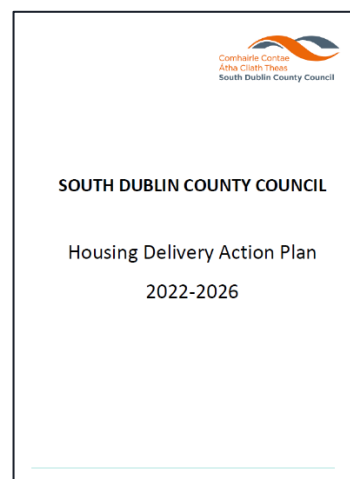 Comhairle Contae
Átha Cliath Theas
South Dublin County Council
SOUTH DUBLIN COUNTY COUNCIL
Housing Delivery Action Plan
2022-2026